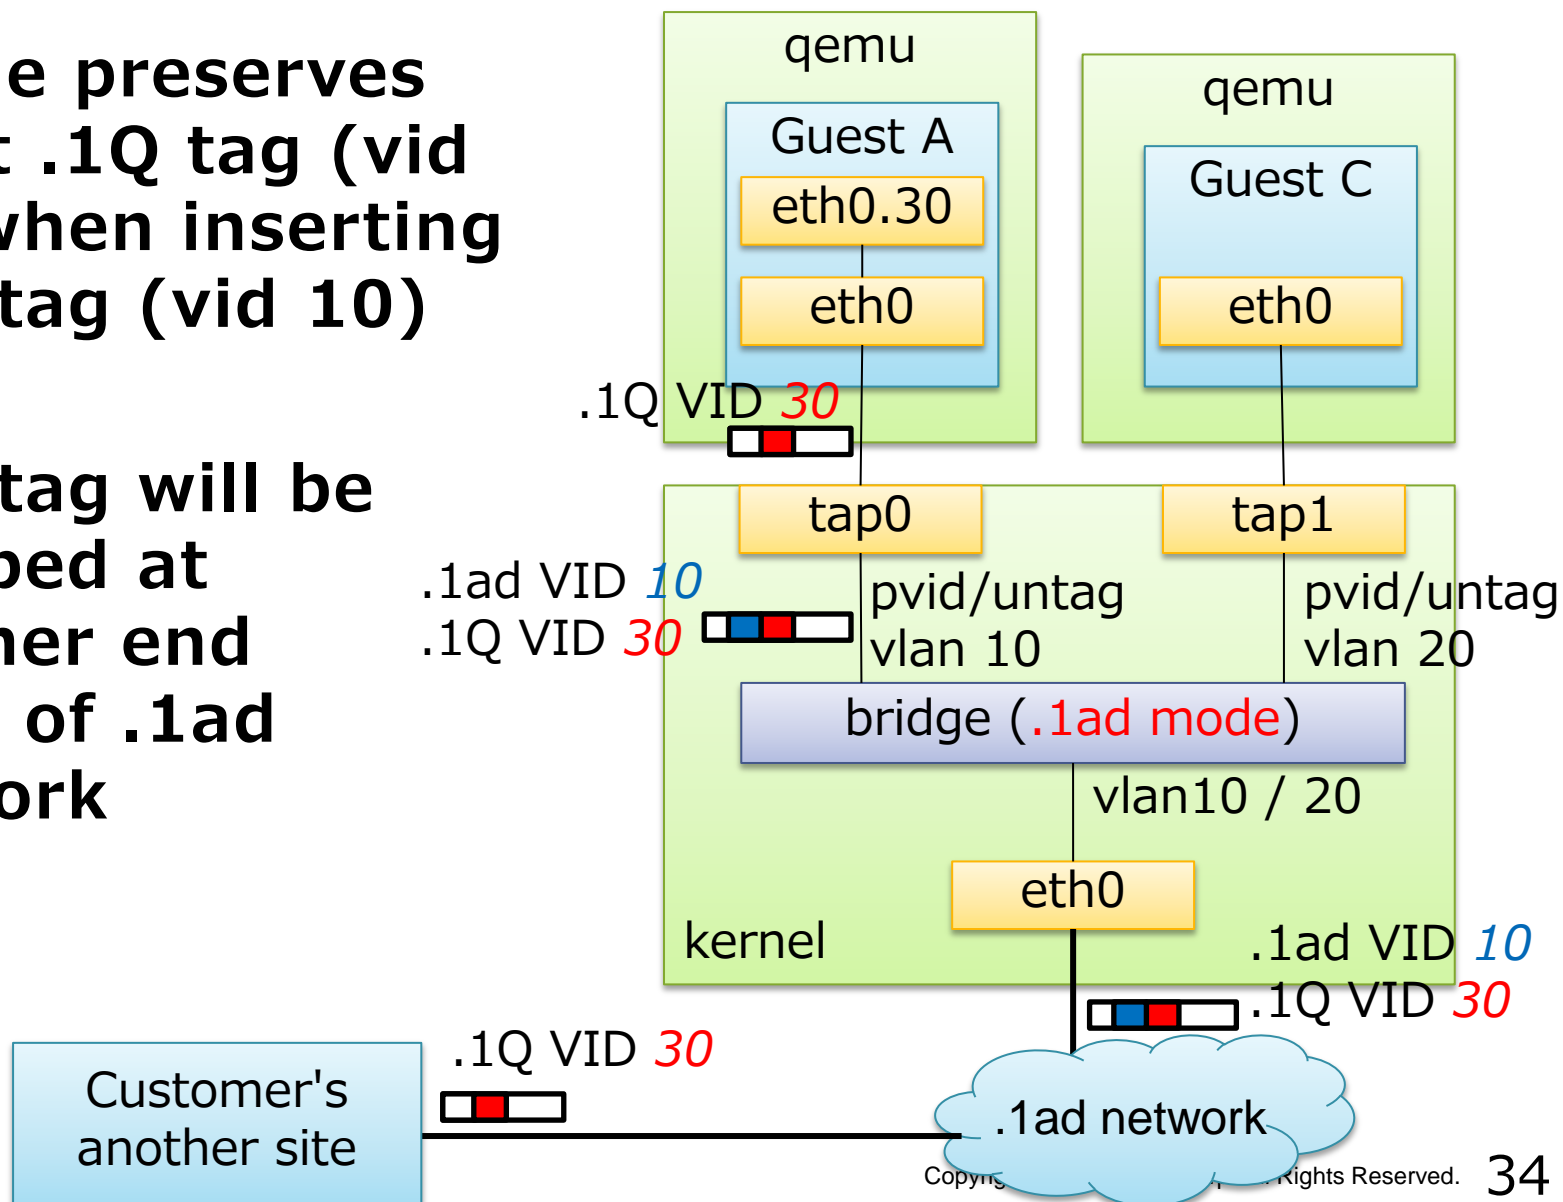 e preserves
t .1Q tag (vid
when inserting
tag (vid 10)
tag will be
ped at
her end
of .1ad
ork
qemu
Guest A
eth0.30
eth0
.1Q VID 30
qemu
Guest C
eth0
tap0
tap1
.1ad VID 10
.1Q VID 30
pvid/untag
vlan 10
pvid/untag
vlan 20
bridge (.1ad mode)
vlan10 / 20
eth0
kernel
.1ad VID 10
.1Q VID 30
.1Q VID 30
Customer's
another site
.1ad network
Rights Reserved.
34